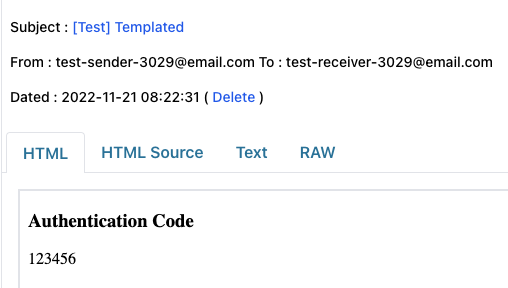 Subject : [Test] Templated
From : test-sender-3029@email.com To : test-receiver-3029@email.com
Dated : 2022-11-21 08:22:31 ( Delete )
HTML HTML Source Text RAW
Authentication Code
123456